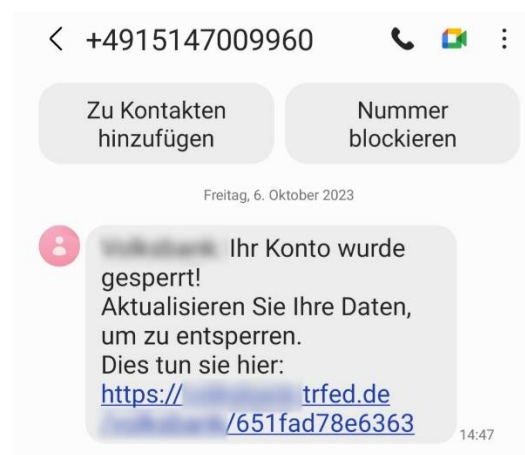 +4915147009960
Zu Kontakten
hinzufügen
Nummer
blockieren
Freitag, 6. Oktober 2023
Ihr Konto wurde
gesperrt!
Aktualisieren Sie Ihre Daten,
um zu entsperren.
Dies tun sie hier:
https:// trfed.de
/651fad78e6363
14:47